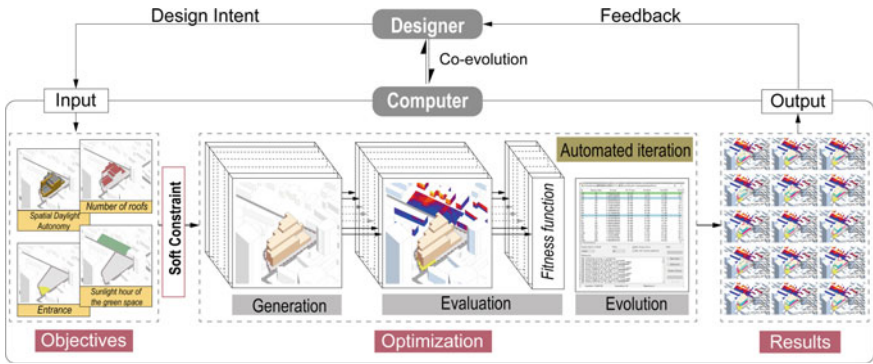 Design Intent
Designer
Feedback
Co-evolution
Input
Computer
Output
Automated iteration
Number of roofs
Spatial Daylight
Autonomy
Entrance
Sunlight hour of
the green space
Soft Constraint
Fitness function
Generation
Evaluation
Evolution
Objectives
Optimization
Results